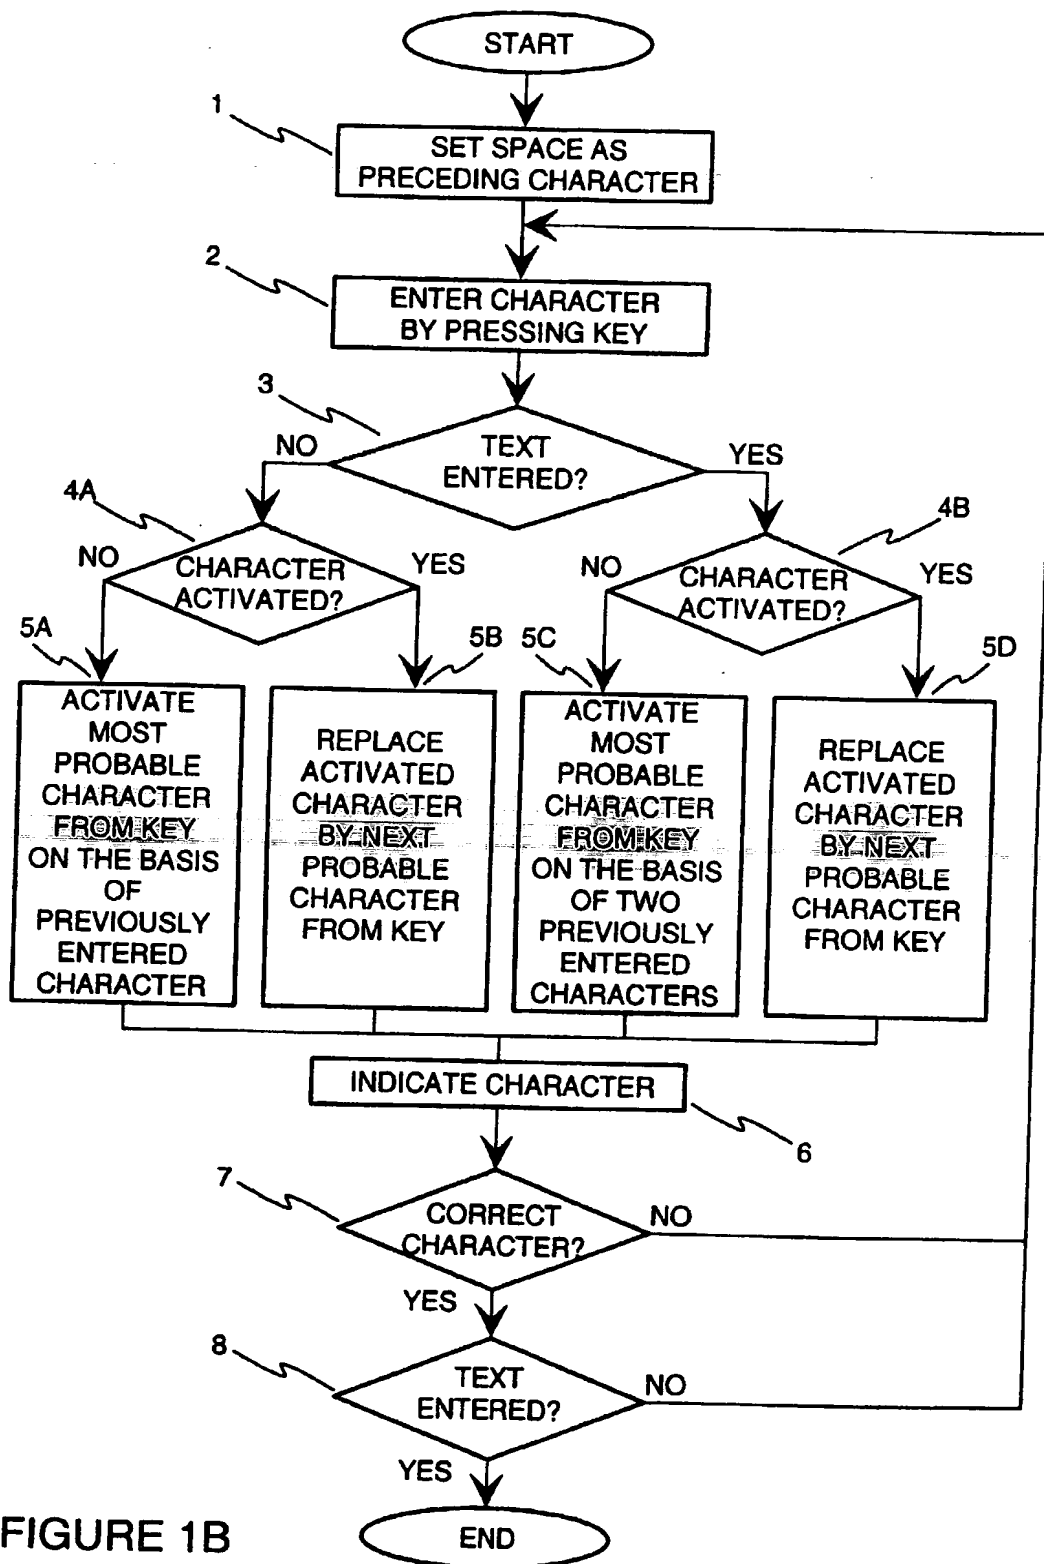 START
1
SET SPACE AS
PRECEDING CHARACTER
2
ENTER CHARACTER
BY PRESSING KEY
3
TEXT
ENTERED?
NO
YES
4A
CHARACTER
ACTIVATED?
NO
YES
4B
CHARACTER
ACTIVATED?
NO
YES
5A
ACTIVATE
MOST
PROBABLE
CHARACTER
FROM KEY
ON THE BASIS
OF
PREVIOUSLY
ENTERED
CHARACTER
5B
REPLACE
ACTIVATED
CHARACTER
BY NEXT
PROBABLE
CHARACTER
FROM KEY
5C
ACTIVATE
MOST
PROBABLE
CHARACTER
FROM KEY
ON THE BASIS
OF TWO
PREVIOUSLY
ENTERED
CHARACTERS
5D
REPLACE
ACTIVATED
CHARACTER
BY NEXT
PROBABLE
CHARACTER
FROM KEY
INDICATE CHARACTER
6
7
CORRECT
CHARACTER?
NO
YES
8
TEXT
ENTERED?
NO
YES
END
FIGURE 1B